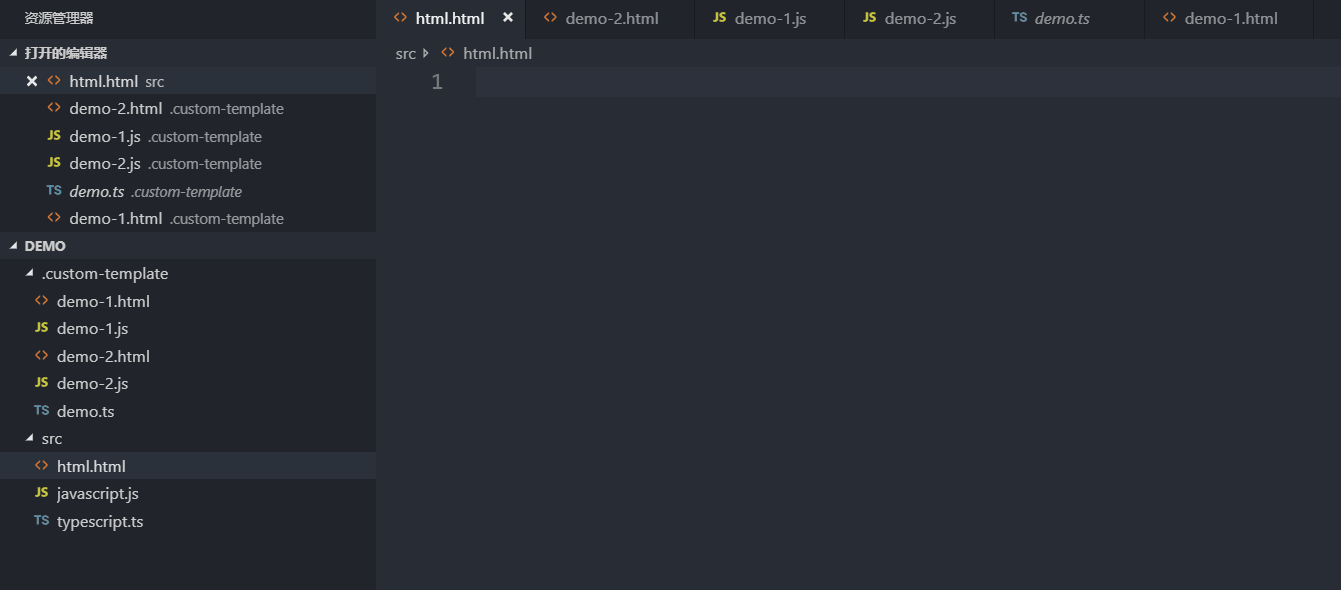 资源管理器
打开的编辑器
html.html src
demo-2.html .custom-template
JS demo-1.js .custom-template
JS demo-2.js .custom-template
TS demo.ts .custom-template
demo-1.html .custom-template
DEMO
.custom-template
demo-1.html
JS demo-1.js
demo-2.html
JS demo-2.js
TS demo.ts
src
html.html
JS javascript.js
TS typescript.ts
html.html demo-2.html JS demo-1.js JS demo-2.js TS demo.ts demo-1.html
src html.html
1